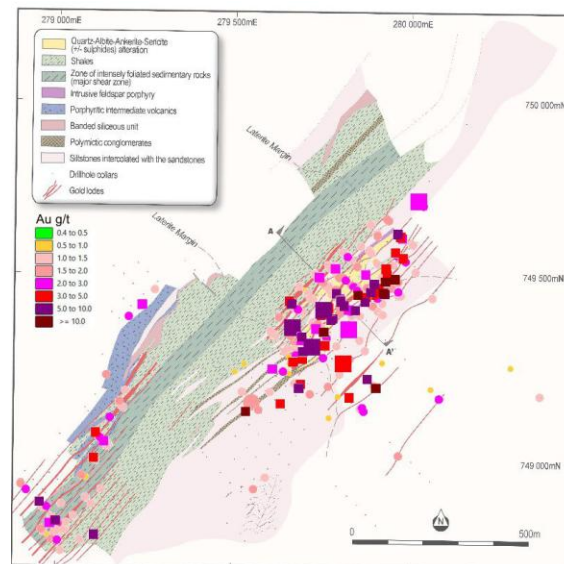 279 000mE
279 500mE
280 000mE
Quartz-Albite-Ankerite-Sericite
(+/- sulphides) alteration
Shales
Zone of intensely foliated sedimentary rocks
(major shear zone)
Intrusive feldspar porphyry
Porphyritic intermediate volcanics
Banded siliceous unit
Polymictic conglomerates
Siltstones intercolated with the sandstones
Drillhole collars
Gold lodes
750 000mN
Laterite Margin
Laterite Margin
Au g/t
0.4 to 0.5
0.5 to 1.0
1.0 to 1.5
1.5 to 2.0
2.0 to 3.0
3.0 to 5.0
5.0 to 10.0
>= 10.0
A
749 500mN
A'
749 000mN
N
0
500m